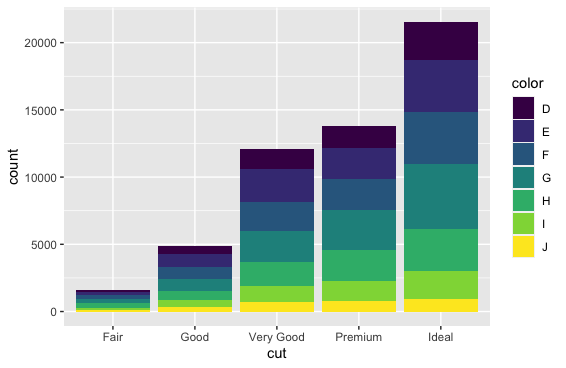 count
20000
15000
10000
5000
0
Fair
Good
Very Good
Premium
Ideal
cut
color
D
E
F
G
H
I
J